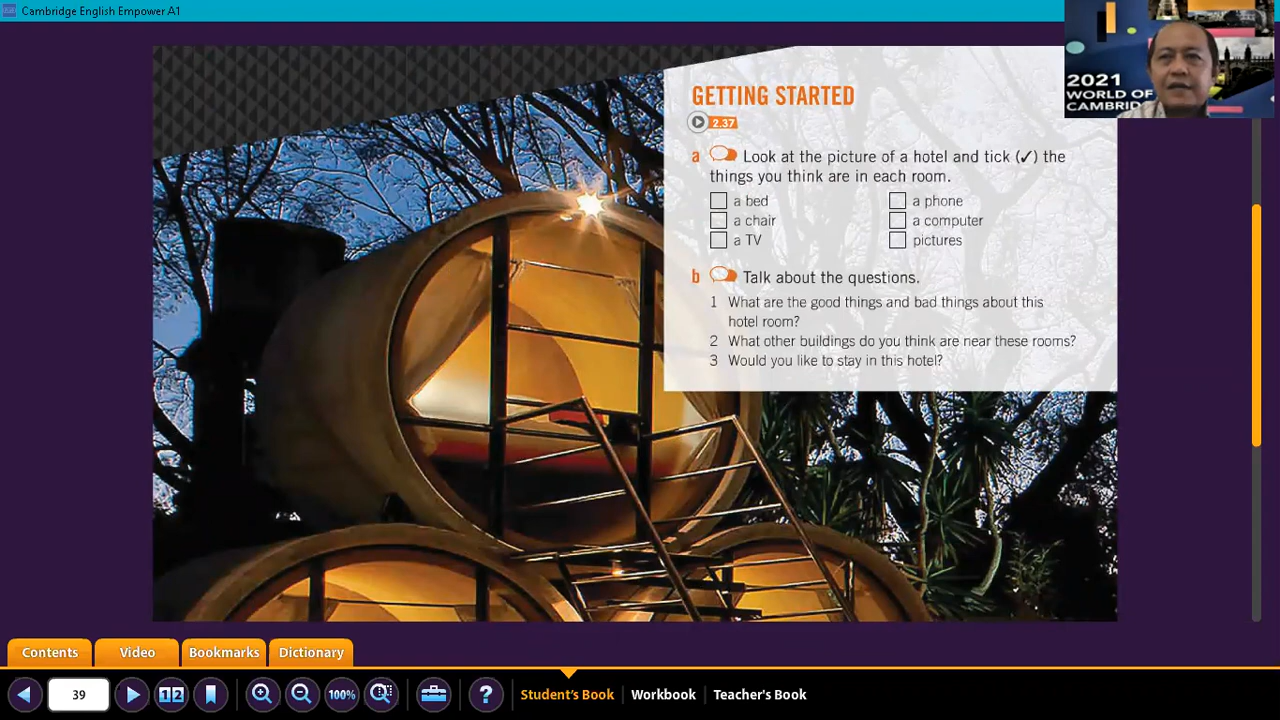 Cambridge English Empower A1
2021
WORLD OF
CAMBRID
GETTING STARTED
2.37
a Look at the picture of a hotel and tick (✓) the
things you think are in each room.
a bed
a phone
a chair
a computer
a TV
pictures
b Talk about the questions.
1 What are the good things and bad things about this
hotel room?
2 What other buildings do you think are near these rooms?
3 Would you like to stay in this hotel?
Contents
Video
Bookmarks
Dictionary
39
12
100%
?
Student's Book
Workbook
Teacher's Book